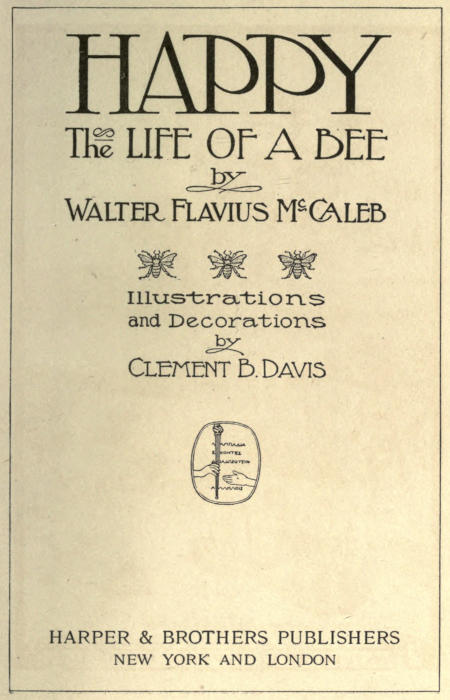 HAPPY
The LIFE OF A BEE
by
WALTER FLAVIUS McCALEB
Illustrations
and Decorations
by
CLEMENT B. DAVIS
HARPER & BROTHERS PUBLISHERS
NEW YORK AND LONDON